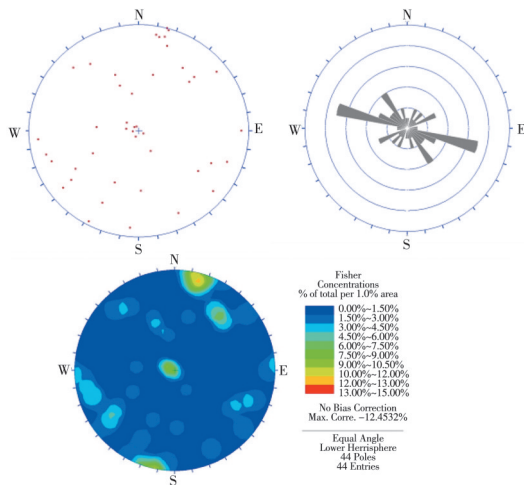 N
W
E
S
N
W
E
S
N
W
E
S
Fisher
Concentrations
% of total per 1.0% area
0.00%~1.50%
1.50%~3.00%
3.00%~4.50%
4.50%~6.00%
6.00%~7.50%
7.50%~9.00%
9.00%~10.50%
10.00%~12.00%
12.00%~13.00%
13.00%~15.00%
No Bias Correction
Max. Corre. −12.4532%
Equal Angle
Lower Herrisphere
44 Poles
44 Entries